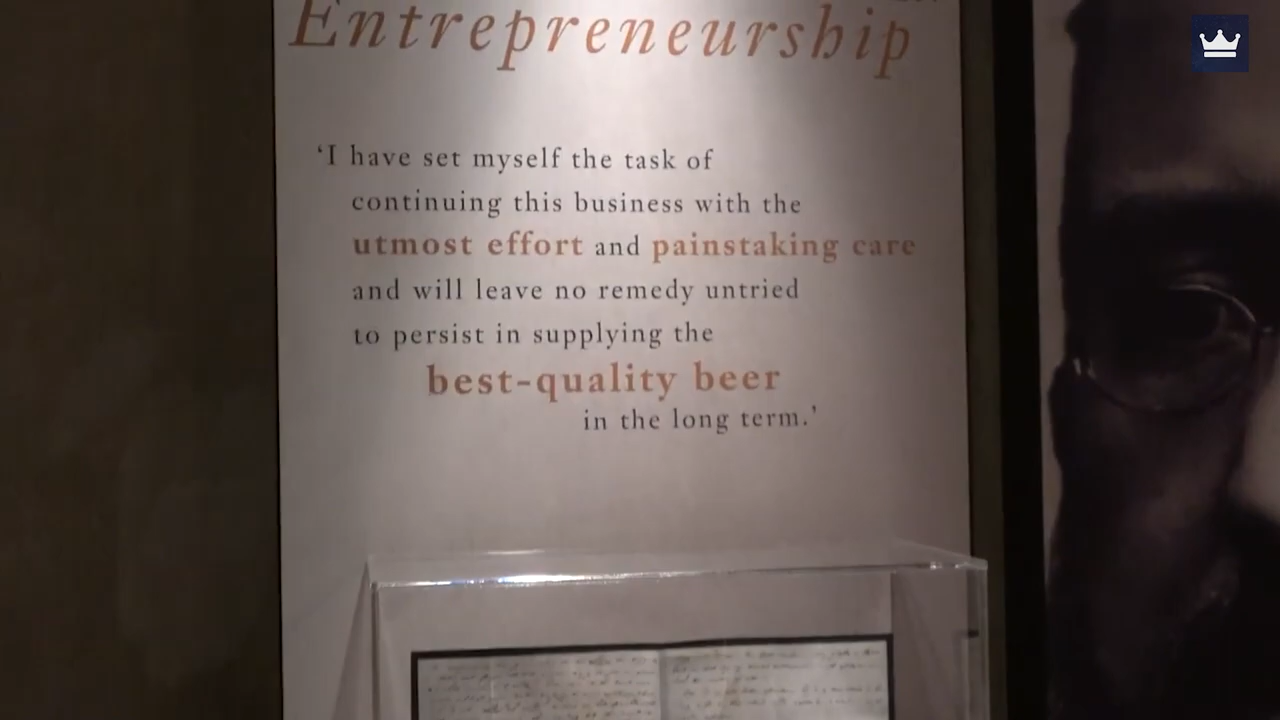 Entrepreneurship
‘I have set myself the task of
continuing this business with the
utmost effort and painstaking care
and will leave no remedy untried
to persist in supplying the
best-quality beer
in the long term.’